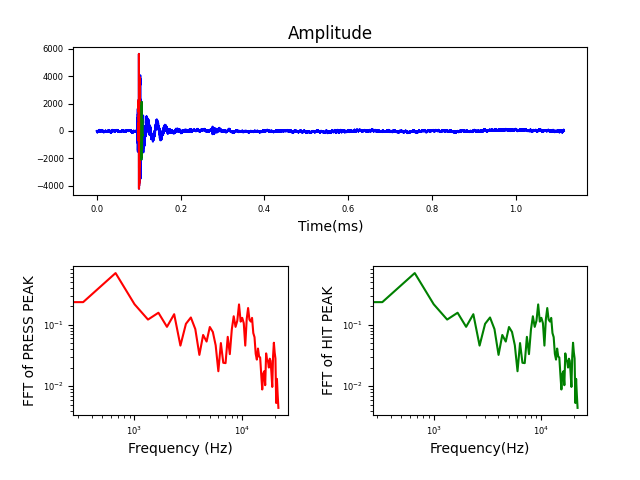 Amplitude
6000
4000
2000
0
−2000
−4000
0.0 0.2 0.4 0.6 0.8 1.0
Time(ms)
FFT of PRESS PEAK
10⁻¹
10⁻²
10³ 10⁴
Frequency (Hz)
FFT of HIT PEAK
10⁻¹
10⁻²
10³ 10⁴
Frequency(Hz)